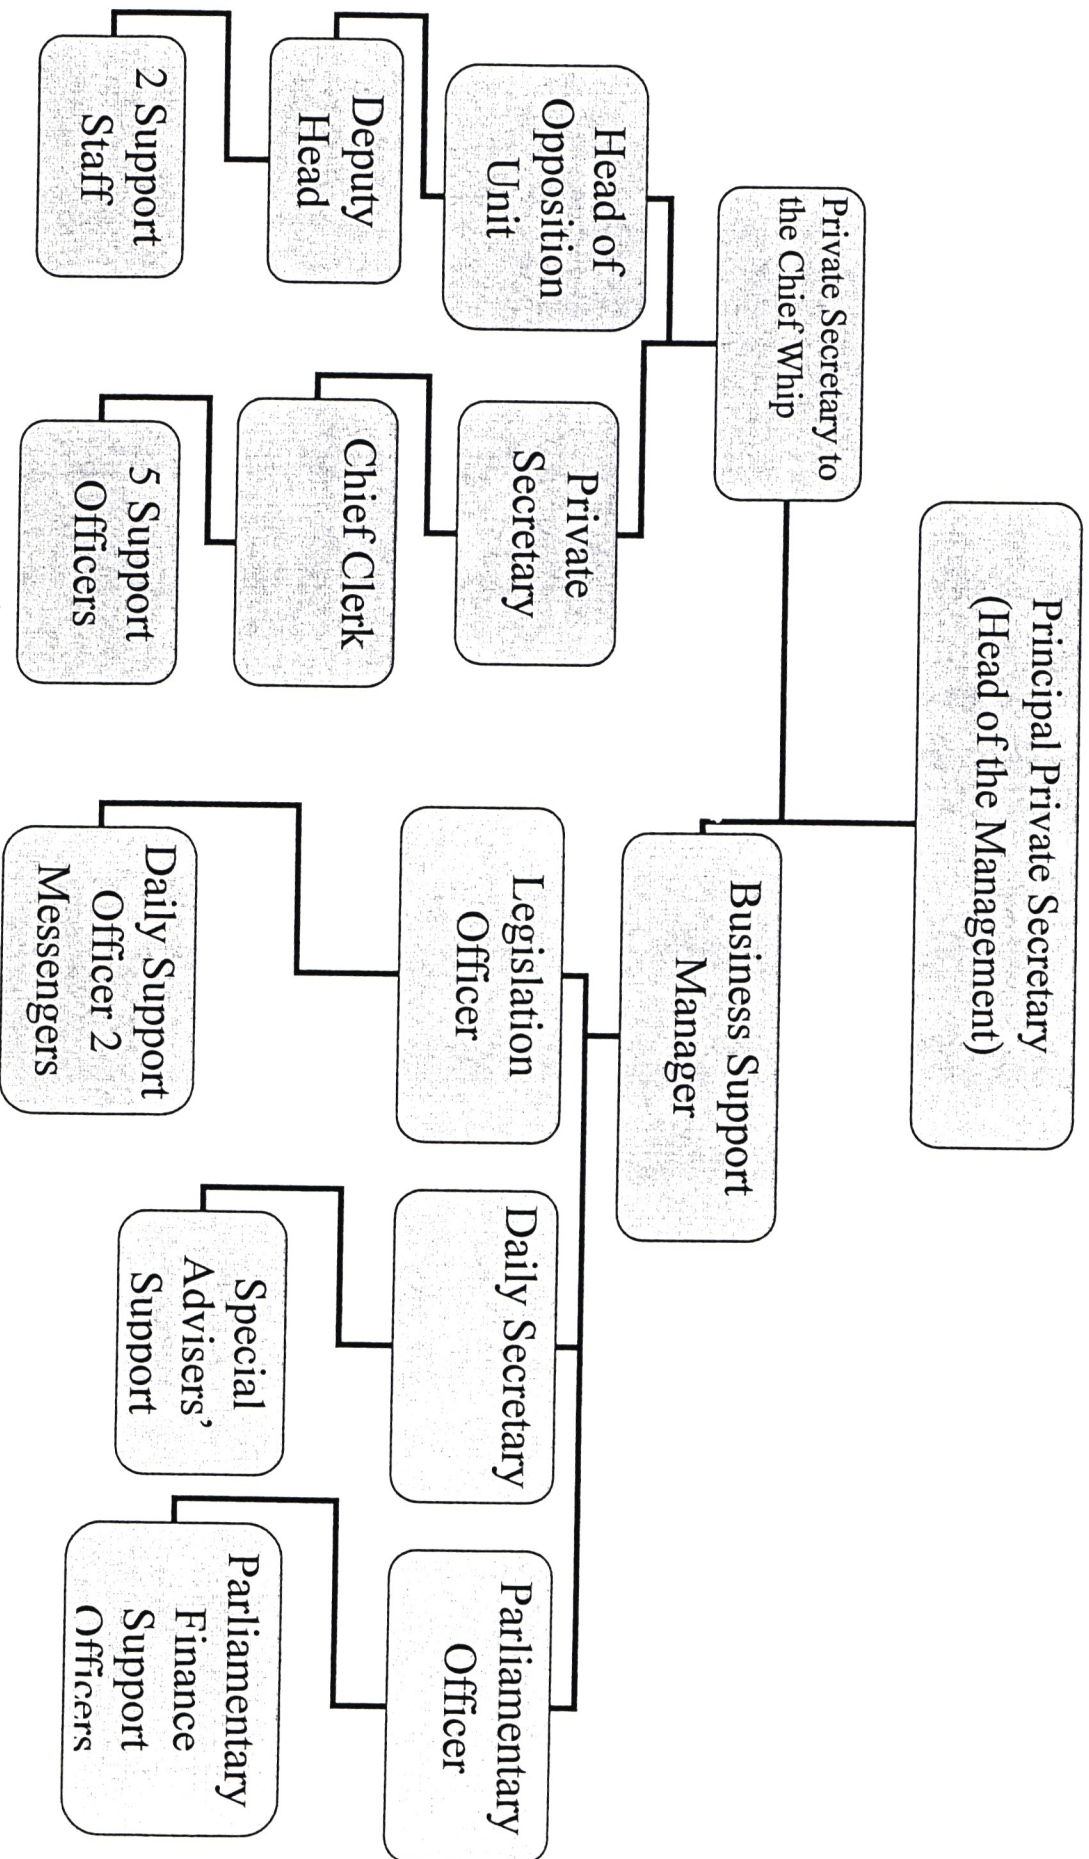 Principal Private Secretary
(Head of the Management)
Private Secretary to
the Chief Whip
Business Support
Manager
Head of
Opposition
Unit
Private
Secretary
Legislation
Officer
Daily Secretary
Parliamentary
Officer
Deputy
Head
Chief Clerk
Daily Support
Officer 2
Messengers
Special
Advisers’
Support
Parliamentary
Finance
Support
Officers
2 Support
Staff
5 Support
Officers